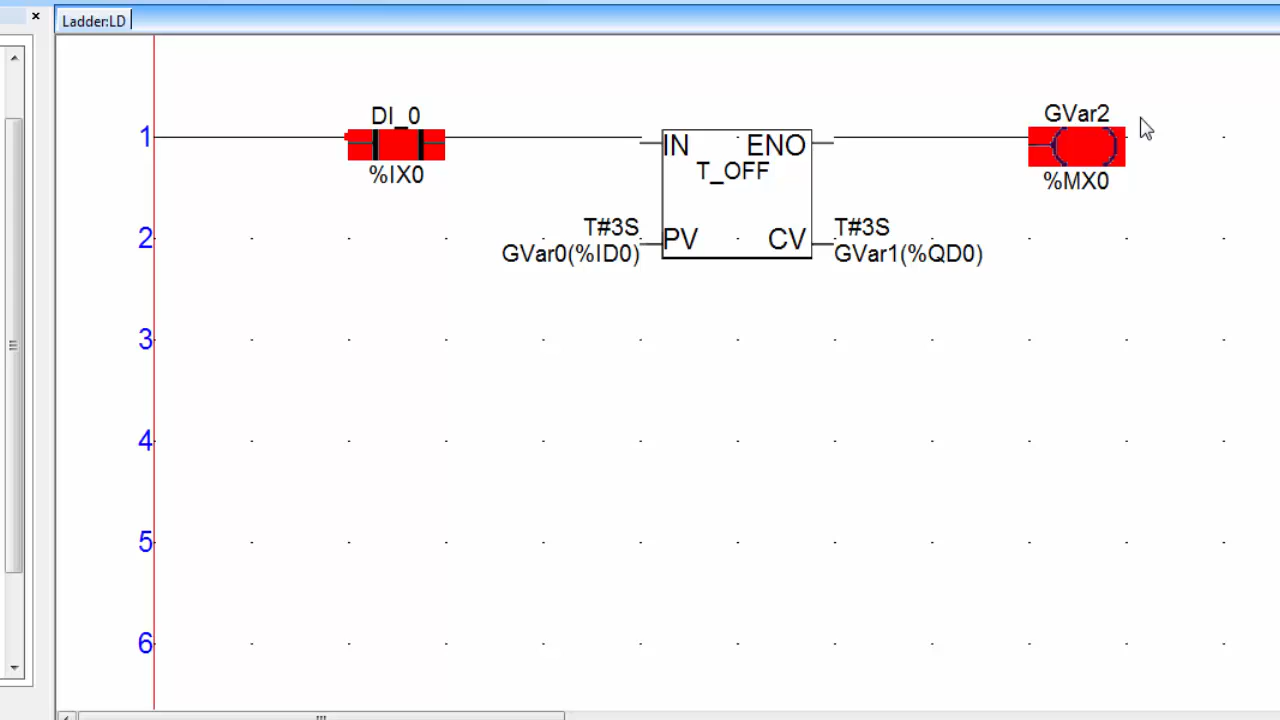 Ladder:LD
DI_0
GVar2
1
IN ENO
T_OFF
%IX0
%MX0
T#3S
T#3S
2
PV CV
GVar0(%ID0)
GVar1(%QD0)
3
4
5
6